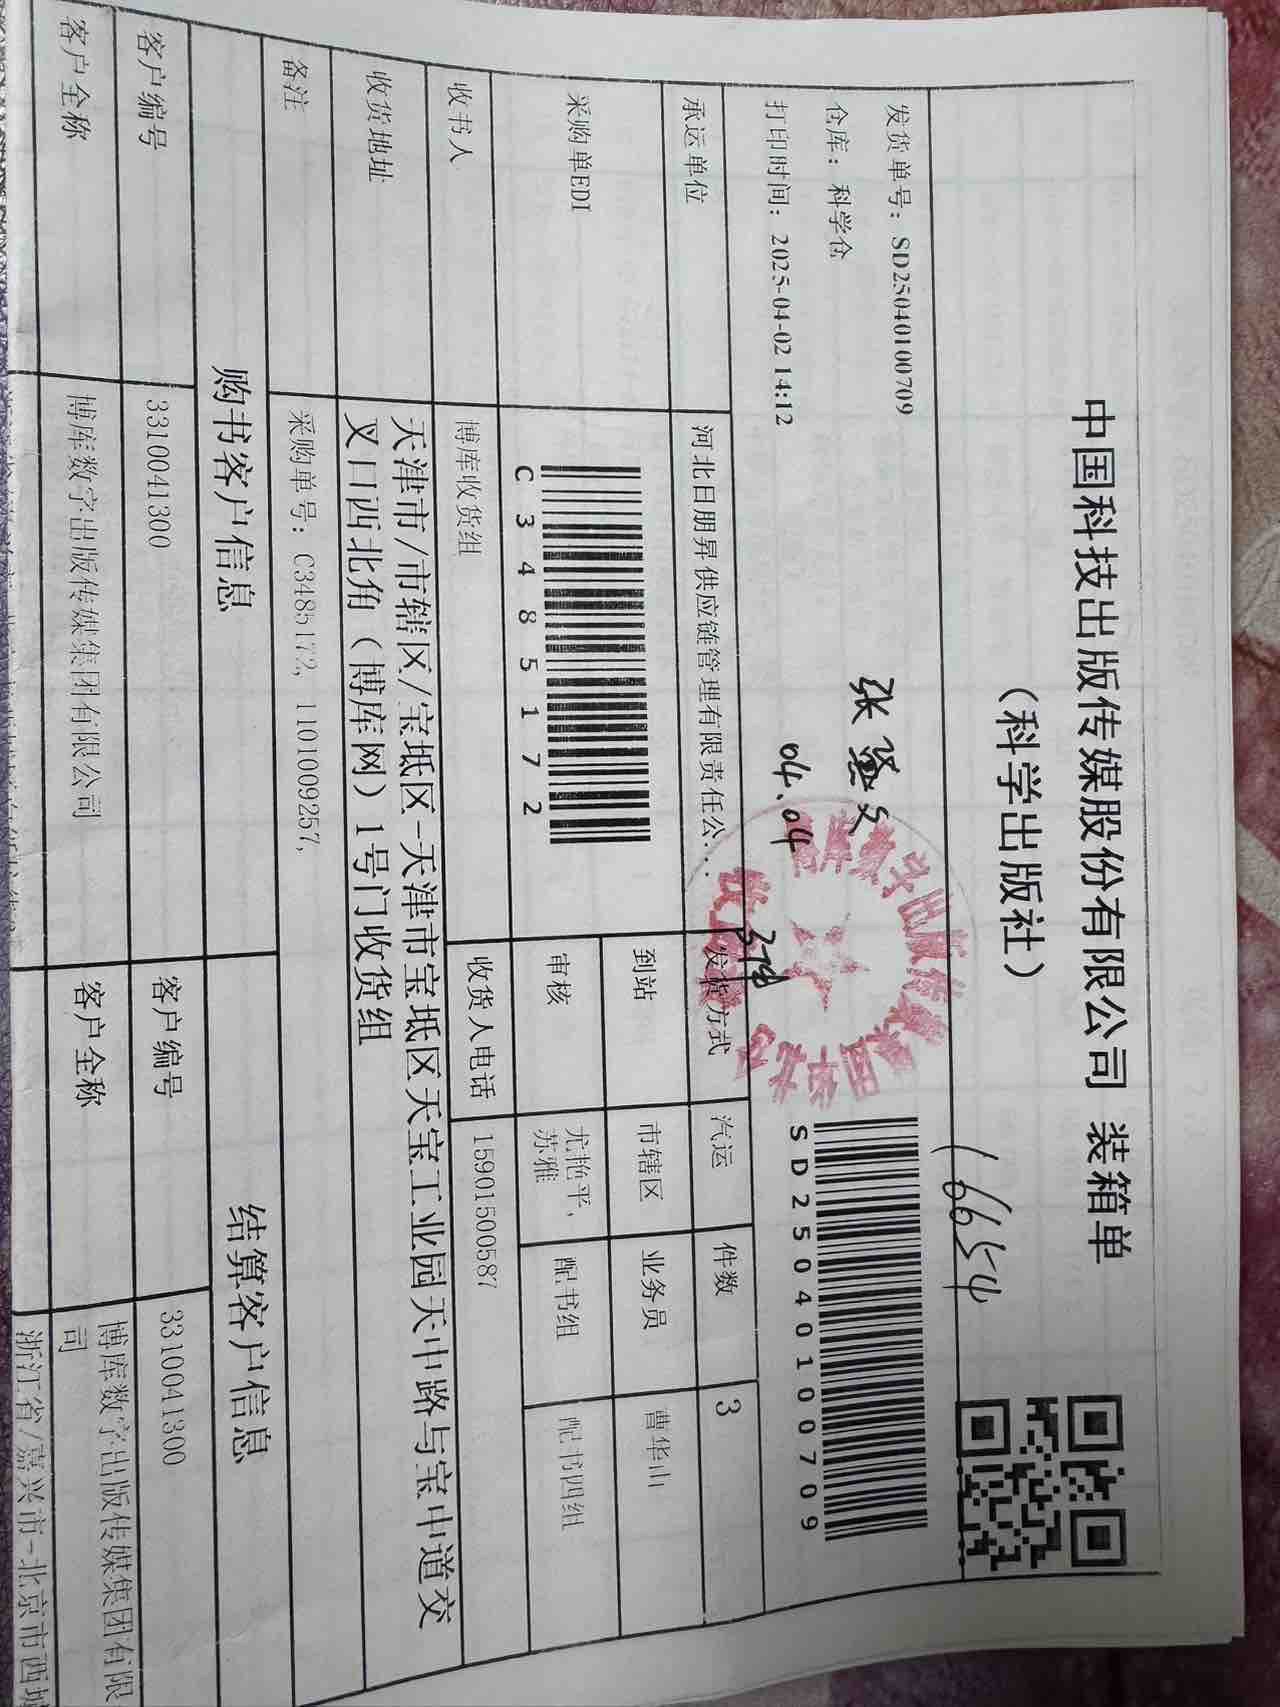 中国科技出版传媒股份有限公司 装箱单
（科学出版社）
16654
发货单号：SD25040100709
仓库：科学仓
打印时间：2025-04-02 14:12
张
04.04
378
SD25040100709
承运单位 河北日朋昇供应链管理有限责任公... 发货方式 汽运 件数 3
采购单EDI C3485172 到站 市辖区 业务员 曹华山
审核 尤艳平，苏雅 配书组 配书四组
收书人 博库收货组 收货人电话 15901500587
收货地址 天津市/市辖区/宝坻区-天津市宝坻区天宝工业园天中路与宝中道交
叉口西北角（博库网）1号门收货组
备注 采购单号：C3485172, 1101009257,
购书客户信息 结算客户信息
客户编号 3310041300 客户编号 3310041300
客户全称 博库数字出版传媒集团有限公司 客户全称 博库数字出版传媒集团有限
司
浙江省/嘉兴市-北京市西城